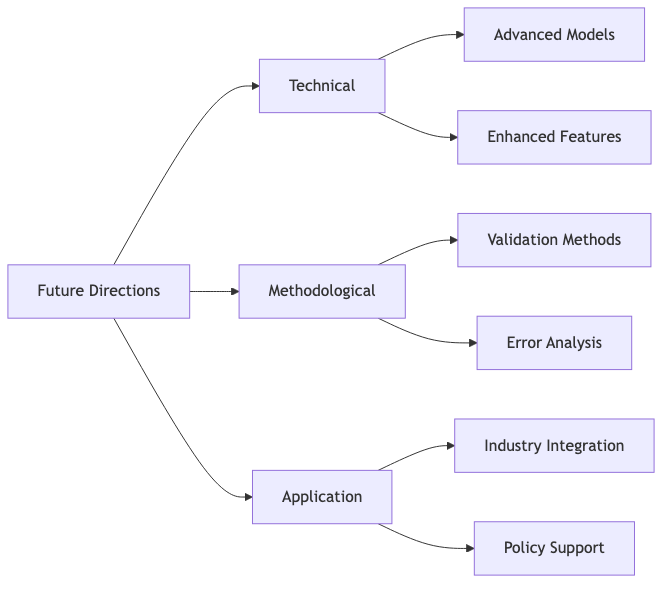 Future Directions
Technical
Advanced Models
Enhanced Features
Methodological
Validation Methods
Error Analysis
Application
Industry Integration
Policy Support